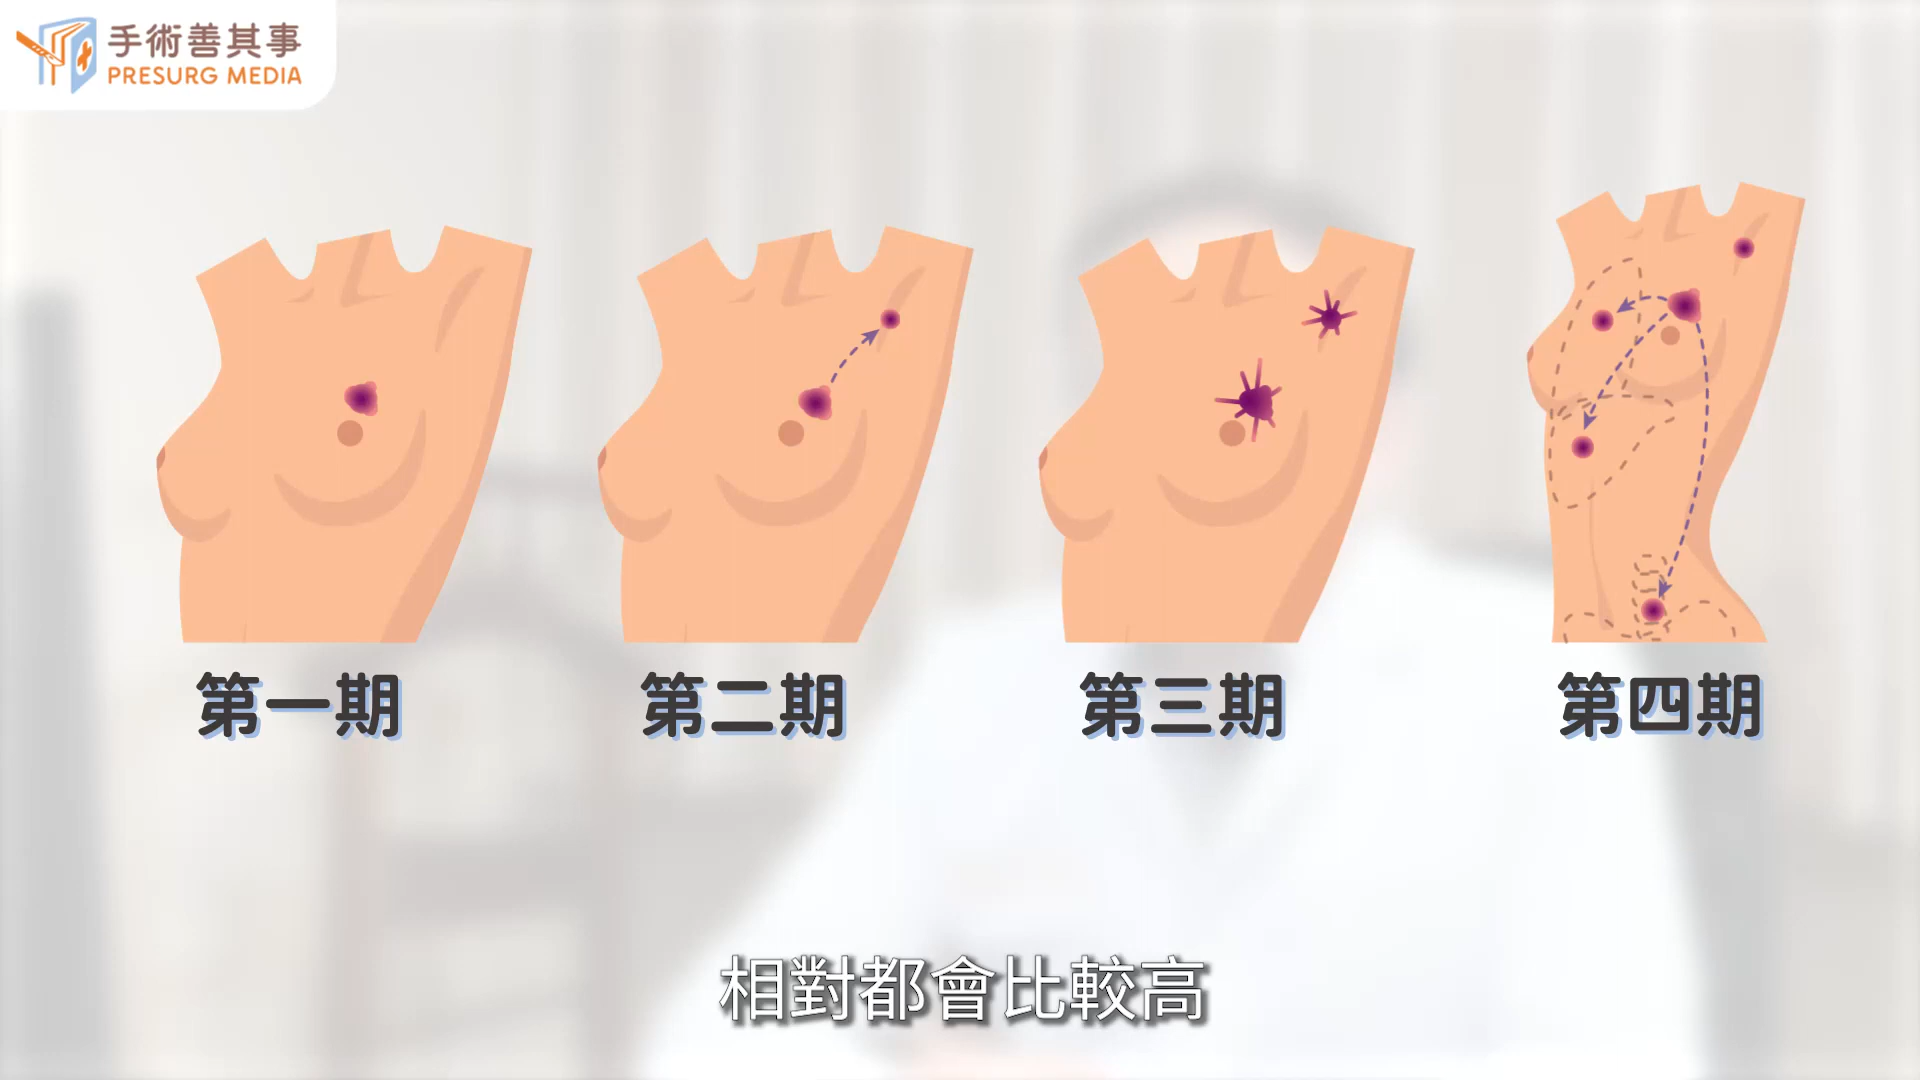 手術善其事
PRESURG MEDIA
第一期
第二期
第三期
第四期
相對都會比較高